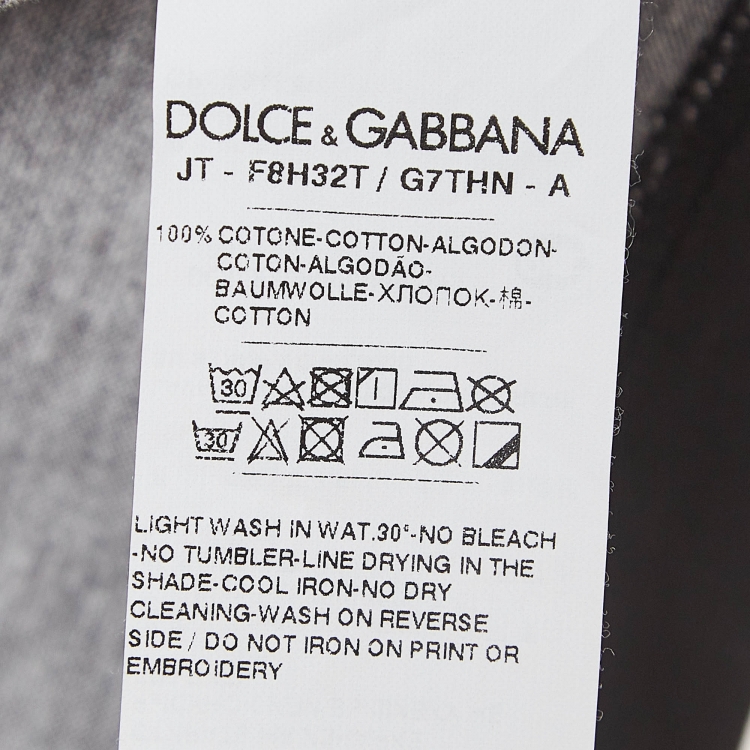 DOLCE & GABBANA
JT - F8H32T / G7THN - A
100% COTONE-COTTON-ALGODON-
COTON-ALGODÃO-
BAUMWOLLE-ХЛОПОК-棉-
COTTON
30
30
LIGHT WASH IN WAT.30°-NO BLEACH
-NO TUMBLER-LINE DRYING IN THE
SHADE-COOL IRON-NO DRY
CLEANING-WASH ON REVERSE
SIDE / DO NOT IRON ON PRINT OR
EMBROIDERY